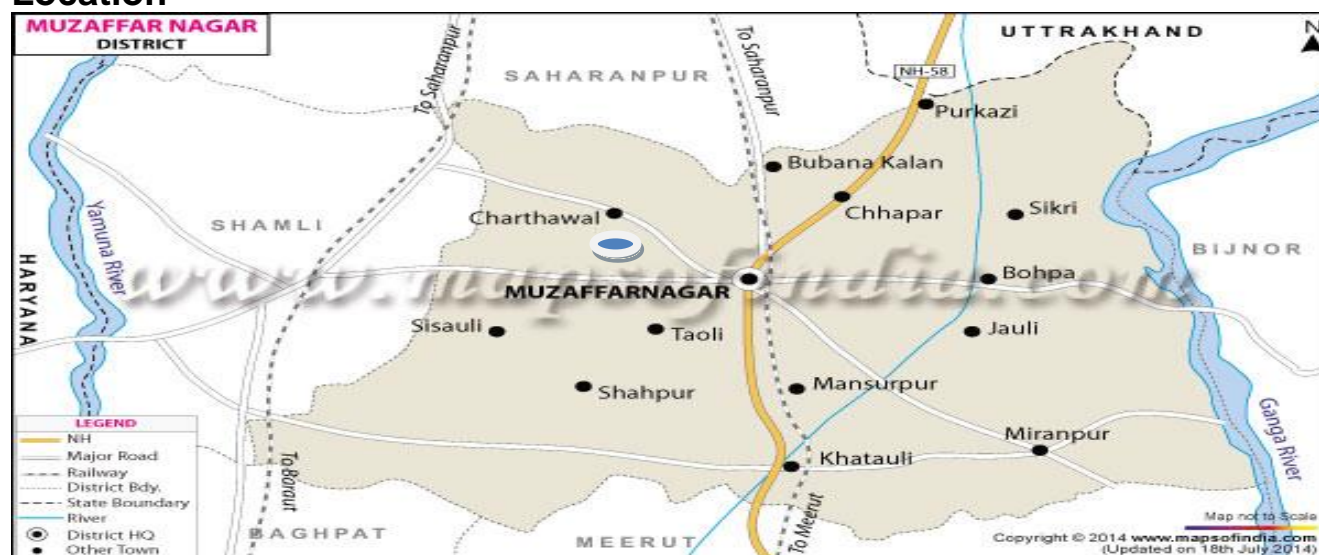 Location
MUZAFFAR NAGAR
DISTRICT
To Saharanpur
SAHARANPUR
To Saharanpur
UTTRAKHAND
N
NH-58
Purkazi
Bubana Kalan
Chhapar
Sikri
Charthawal
SHAMLI
Yamuna River
HARYANA
BIJNOR
www.mapsofindia.com
MUZAFFARNAGAR
Bohpa
Sisauli
Taoli
Jauli
Shahpur
Mansurpur
Ganga River
Miranpur
Khatauli
LEGEND
NH
Major Road
Railway
District Bdy.
State Boundary
River
District HQ
Other Town
To Baraut
BAGHPAT
MEERUT
To Meerut
Map not to Scale
Copyright © 2014 www.mapsofindia.com
(Updated on 18th July 2014)